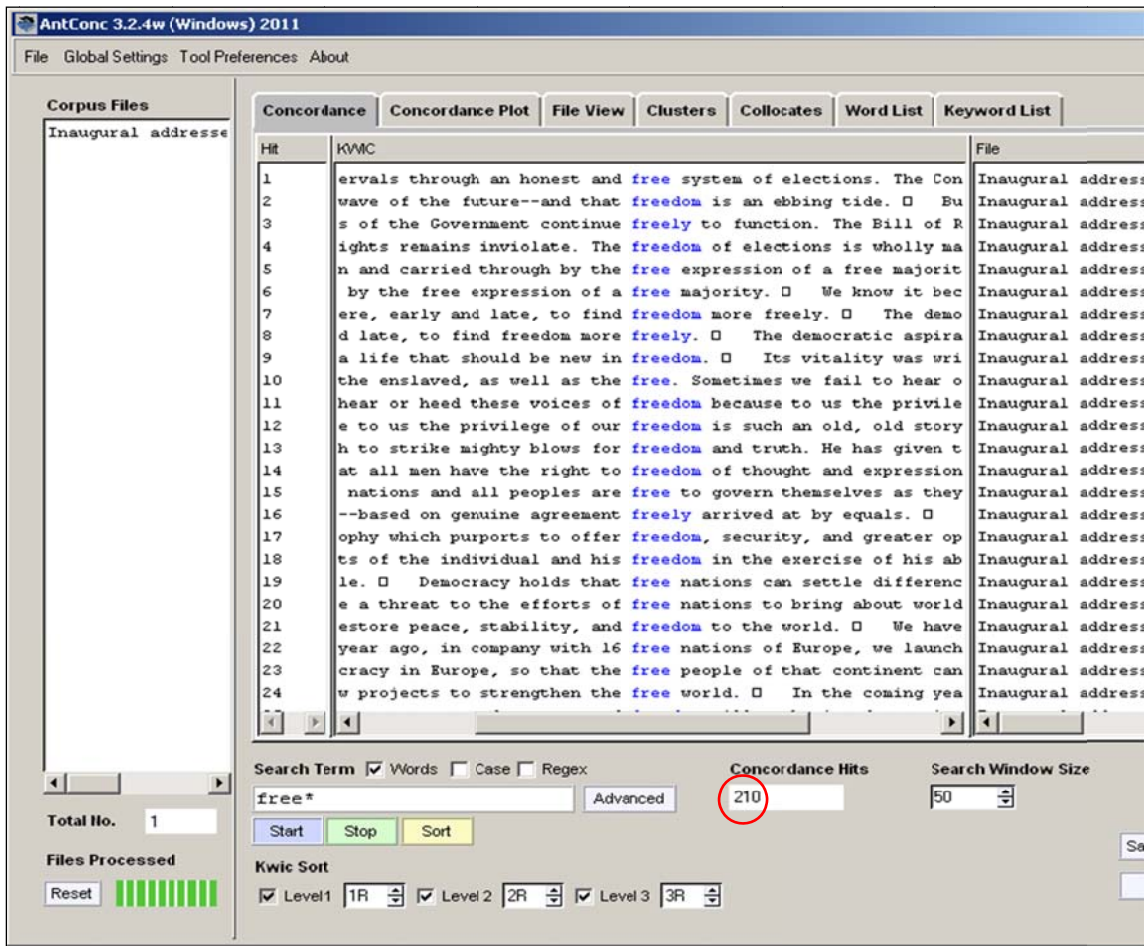 AntConc 3.2.4w (Windows) 2011
File Global Settings Tool Preferences About
Corpus Files
Inaugural addresse
Concordance Concordance Plot File View Clusters Collocates Word List Keyword List
Hit KWIC File
1 ervals through an honest and free system of elections. The Con Inaugural address
2 wave of the future--and that freedom is an ebbing tide. □ Bu Inaugural address
3 s of the Government continue freely to function. The Bill of R Inaugural address
4 ights remains inviolate. The freedom of elections is wholly ma Inaugural address
5 n and carried through by the free expression of a free majorit Inaugural address
6 by the free expression of a free majority. □ We know it bec Inaugural address
7 ere, early and late, to find freedom more freely. □ The demo Inaugural address
8 d late, to find freedom more freely. □ The democratic aspira Inaugural address
9 a life that should be new in freedom. □ Its vitality was wri Inaugural address
10 the enslaved, as well as the free. Sometimes we fail to hear o Inaugural address
11 hear or heed these voices of freedom because to us the privile Inaugural address
12 e to us the privilege of our freedom is such an old, old story Inaugural address
13 h to strike mighty blows for freedom and truth. He has given t Inaugural address
14 at all men have the right to freedom of thought and expression Inaugural address
15 nations and all peoples are free to govern themselves as they Inaugural address
16 --based on genuine agreement freely arrived at by equals. □ Inaugural address
17 ophy which purports to offer freedom, security, and greater op Inaugural address
18 ts of the individual and his freedom in the exercise of his ab Inaugural address
19 le. □ Democracy holds that free nations can settle differenc Inaugural address
20 e a threat to the efforts of free nations to bring about world Inaugural address
21 estore peace, stability, and freedom to the world. □ We have Inaugural address
22 year ago, in company with 16 free nations of Europe, we launch Inaugural address
23 cracy in Europe, so that the free people of that continent can Inaugural address
24 w projects to strengthen the free world. □ In the coming yea Inaugural address
Search Term Words Case Regex Concordance Hits Search Window Size
free* Advanced 210 50
Total No. 1
Start Stop Sort
Files Processed
Kwic Sort
Sa
Reset Level1 1R Level 2 2R Level 3 3R